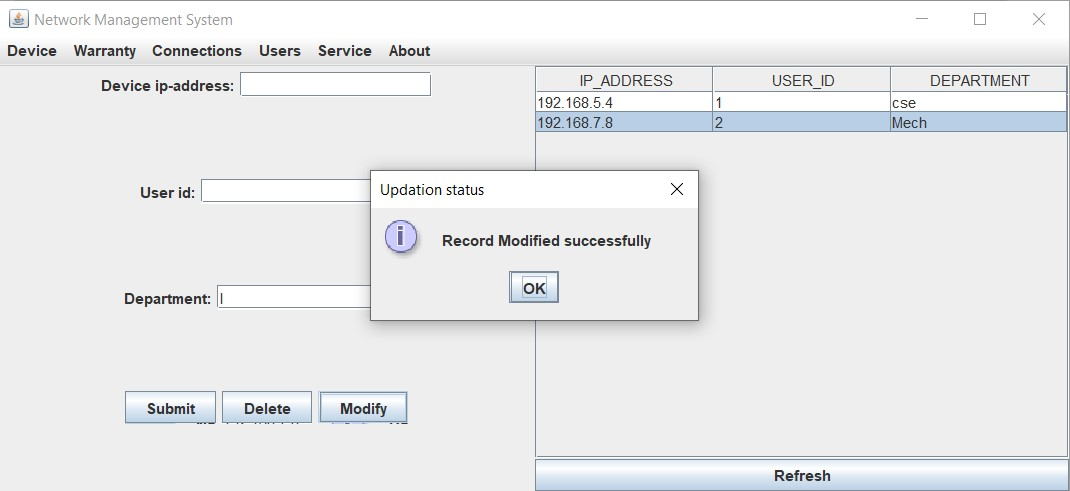 Network Management System
Device Warranty Connections Users Service About
Device ip-address:
IP_ADDRESS USER_ID DEPARTMENT
192.168.5.4 1 cse
192.168.7.8 2 Mech
Updation status
User id:
Record Modified successfully
OK
Department:
Submit Delete Modify
Refresh